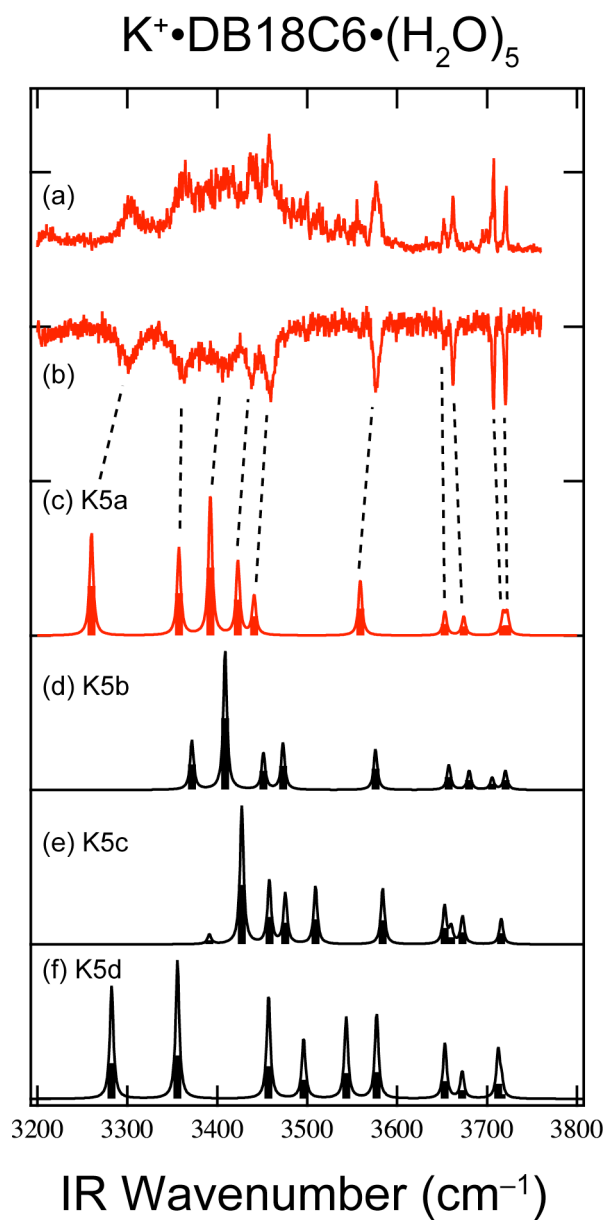 K⁺•DB18C6•(H₂O)₅
(a)
(b)
(c) K5a
(d) K5b
(e) K5c
(f) K5d
3200 3300 3400 3500 3600 3700 3800
IR Wavenumber (cm⁻¹)